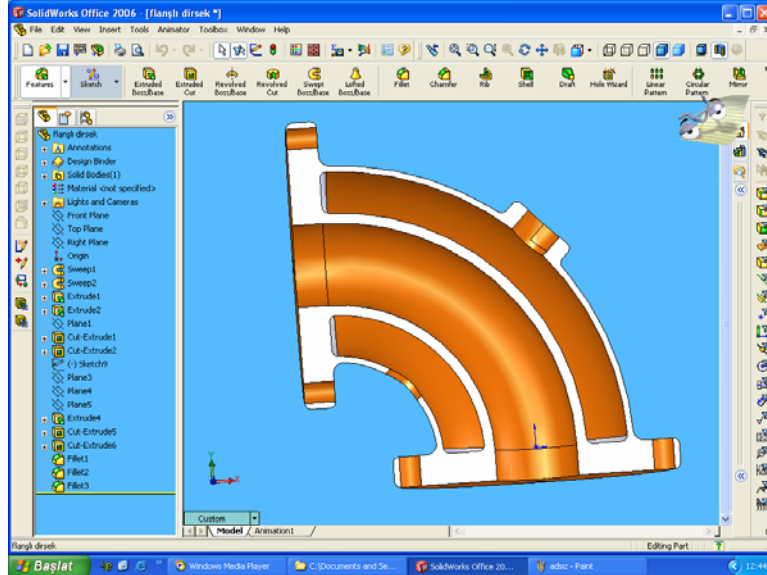 SolidWorks Office 2006 - [flanşlı dirsek *]
File Edit View Insert Tools Animator Toolbox Window Help
Features Sketch Extruded Boss/Base Extruded Cut Revolved Boss/Base Revolved Cut Swept Boss/Base Lofted Boss/Base Fillet Chamfer Rib Shell Draft Hole Wizard Linear Pattern Circular Pattern Mirror
flanşlı dirsek
Annotations
Design Binder
Solid Bodies(1)
Material <not specified>
Lights and Cameras
Front Plane
Top Plane
Right Plane
Origin
Sweep1
Sweep2
Extrude1
Extrude2
Plane1
Cut-Extrude1
Cut-Extrude2
(-) Sketch9
Plane3
Plane4
Plane5
Extrude4
Cut-Extrude5
Cut-Extrude6
Fillet1
Fillet2
Fillet3
Y
X
Custom
Model Animation1
flanşlı dirsek
Editing Part
Başlat
Windows Media Player
C:\Documents and Se...
SolidWorks Office 20...
adsız - Paint
12:44